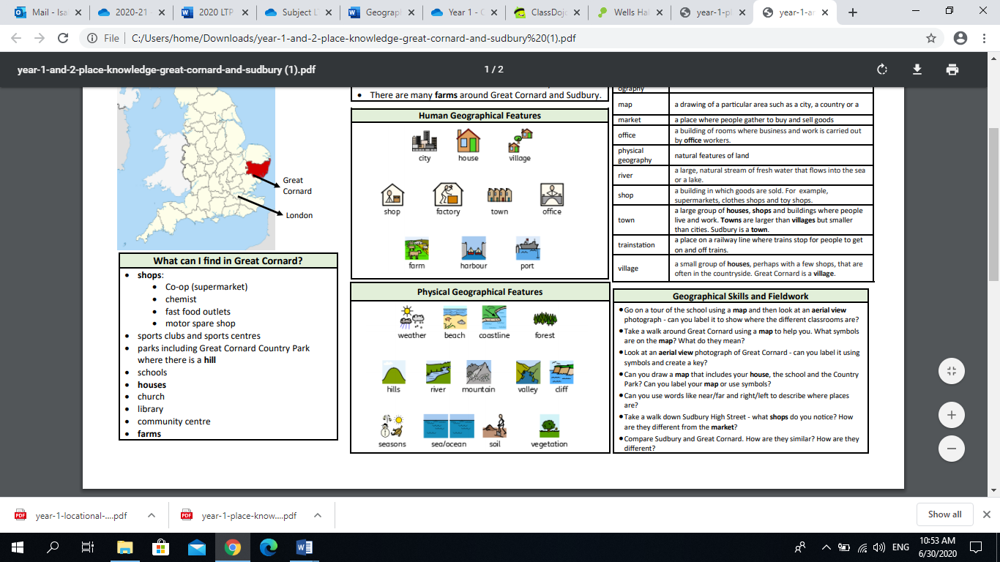 Mail - Isa
2020-21 -
2020 LTP
Subject L
Geograp
Year 1 - C
ClassDoj
Wells Ha
year-1-p
year-1-ar
File
C:/Users/home/Downloads/year-1-and-2-place-knowledge-great-cornard-and-sudbury%20(1).pdf
year-1-and-2-place-knowledge-great-cornard-and-sudbury (1).pdf
1 / 2
Great
Cornard
London
What can I find in Great Cornard?
• shops:
• Co-op (supermarket)
• chemist
• fast food outlets
• motor spare shop
• sports clubs and sports centres
• parks including Great Cornard Country Park
where there is a hill
• schools
• houses
• church
• library
• community centre
• farms
• There are many farms around Great Cornard and Sudbury.
Human Geographical Features
city house village
shop factory town office
farm harbour port
Physical Geographical Features
weather beach coastline forest
hills river mountain valley cliff
seasons sea/ocean soil vegetation
ography
map a drawing of a particular area such as a city, a country or a
market a place where people gather to buy and sell goods
office a building of rooms where business and work is carried out
by office workers.
physical
geography natural features of land
river a large, natural stream of fresh water that flows into the sea
or a lake.
shop a building in which goods are sold. For example,
supermarkets, clothes shops and toy shops.
town a large group of houses, shops and buildings where people
live and work. Towns are larger than villages but smaller
than cities. Sudbury is a town.
trainstation a place on a railway line where trains stop for people to get
on and off trains.
village a small group of houses, perhaps with a few shops, that are
often in the countryside. Great Cornard is a village.
Geographical Skills and Fieldwork
• Go on a tour of the school using a map and then look at an aerial view
photograph - can you label it to show where the different classrooms are?
• Take a walk around Great Cornard using a map to help you. What symbols
are on the map? What do they mean?
• Look at an aerial view photograph of Great Cornard - can you label it using
symbols and create a key?
• Can you draw a map that includes your house, the school and the Country
Park? Can you label your map or use symbols?
• Can you use words like near/far and right/left to describe where places
are?
• Take a walk down Sudbury High Street - what shops do you notice? How
are they different from the market?
• Compare Sudbury and Great Cornard. How are they similar? How are they
different?
year-1-locational-....pdf
year-1-place-know....pdf
Show all
ENG
10:53 AM
6/30/2020